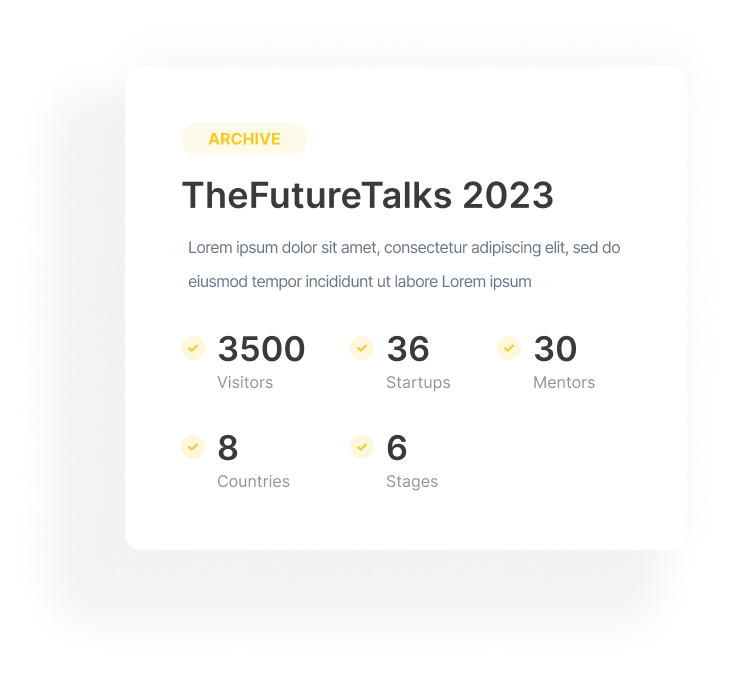 ARCHIVE
TheFutureTalks 2023
Lorem ipsum dolor sit amet, consectetur adipiscing elit, sed do
eiusmod tempor incididunt ut labore Lorem ipsum
3500 36 30
Visitors Startups Mentors
8 6
Countries Stages